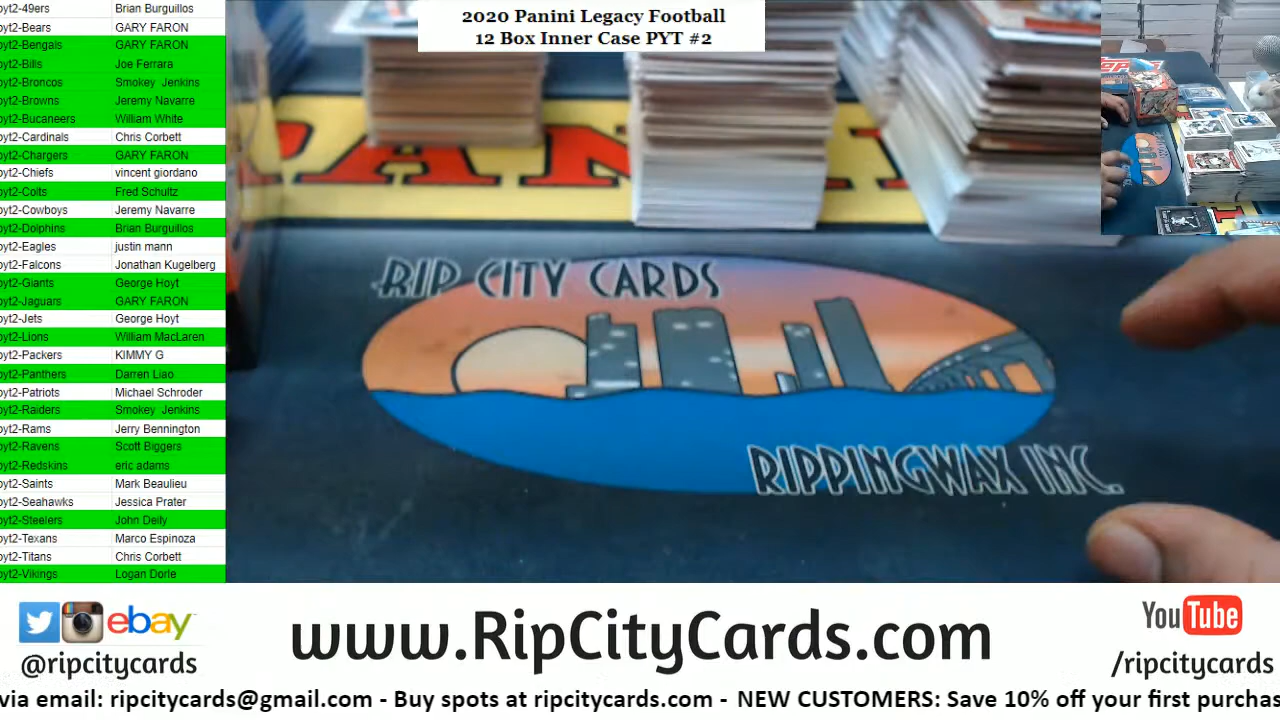 2020 Panini Legacy Football
12 Box Inner Case PYT #2
pyt2-49ers Brian Burguillos
pyt2-Bears GARY FARON
pyt2-Bengals GARY FARON
pyt2-Bills Joe Ferrara
pyt2-Broncos Smokey Jenkins
pyt2-Browns Jeremy Navarre
pyt2-Bucaneers William White
pyt2-Cardinals Chris Corbett
pyt2-Chargers GARY FARON
pyt2-Chiefs vincent giordano
pyt2-Colts Fred Schultz
pyt2-Cowboys Jeremy Navarre
pyt2-Dolphins Brian Burguillos
pyt2-Eagles justin mann
pyt2-Falcons Jonathan Kugelberg
pyt2-Giants George Hoyt
pyt2-Jaguars GARY FARON
pyt2-Jets George Hoyt
pyt2-Lions William MacLaren
pyt2-Packers KIMMY G
pyt2-Panthers Darren Liao
pyt2-Patriots Michael Schroder
pyt2-Raiders Smokey Jenkins
pyt2-Rams Jerry Bennington
pyt2-Ravens Scott Biggers
pyt2-Redskins eric adams
pyt2-Saints Mark Beaulieu
pyt2-Seahawks Jessica Prater
pyt2-Steelers John Deily
pyt2-Texans Marco Espinoza
pyt2-Titans Chris Corbett
pyt2-Vikings Logan Dorle
RIP CITY CARDS
RIPPINGWAX INC.
ebay
@ripcitycards
www.RipCityCards.com
YouTube
/ripcitycards
via email: ripcitycards@gmail.com - Buy spots at ripcitycards.com - NEW CUSTOMERS: Save 10% off your first purchas